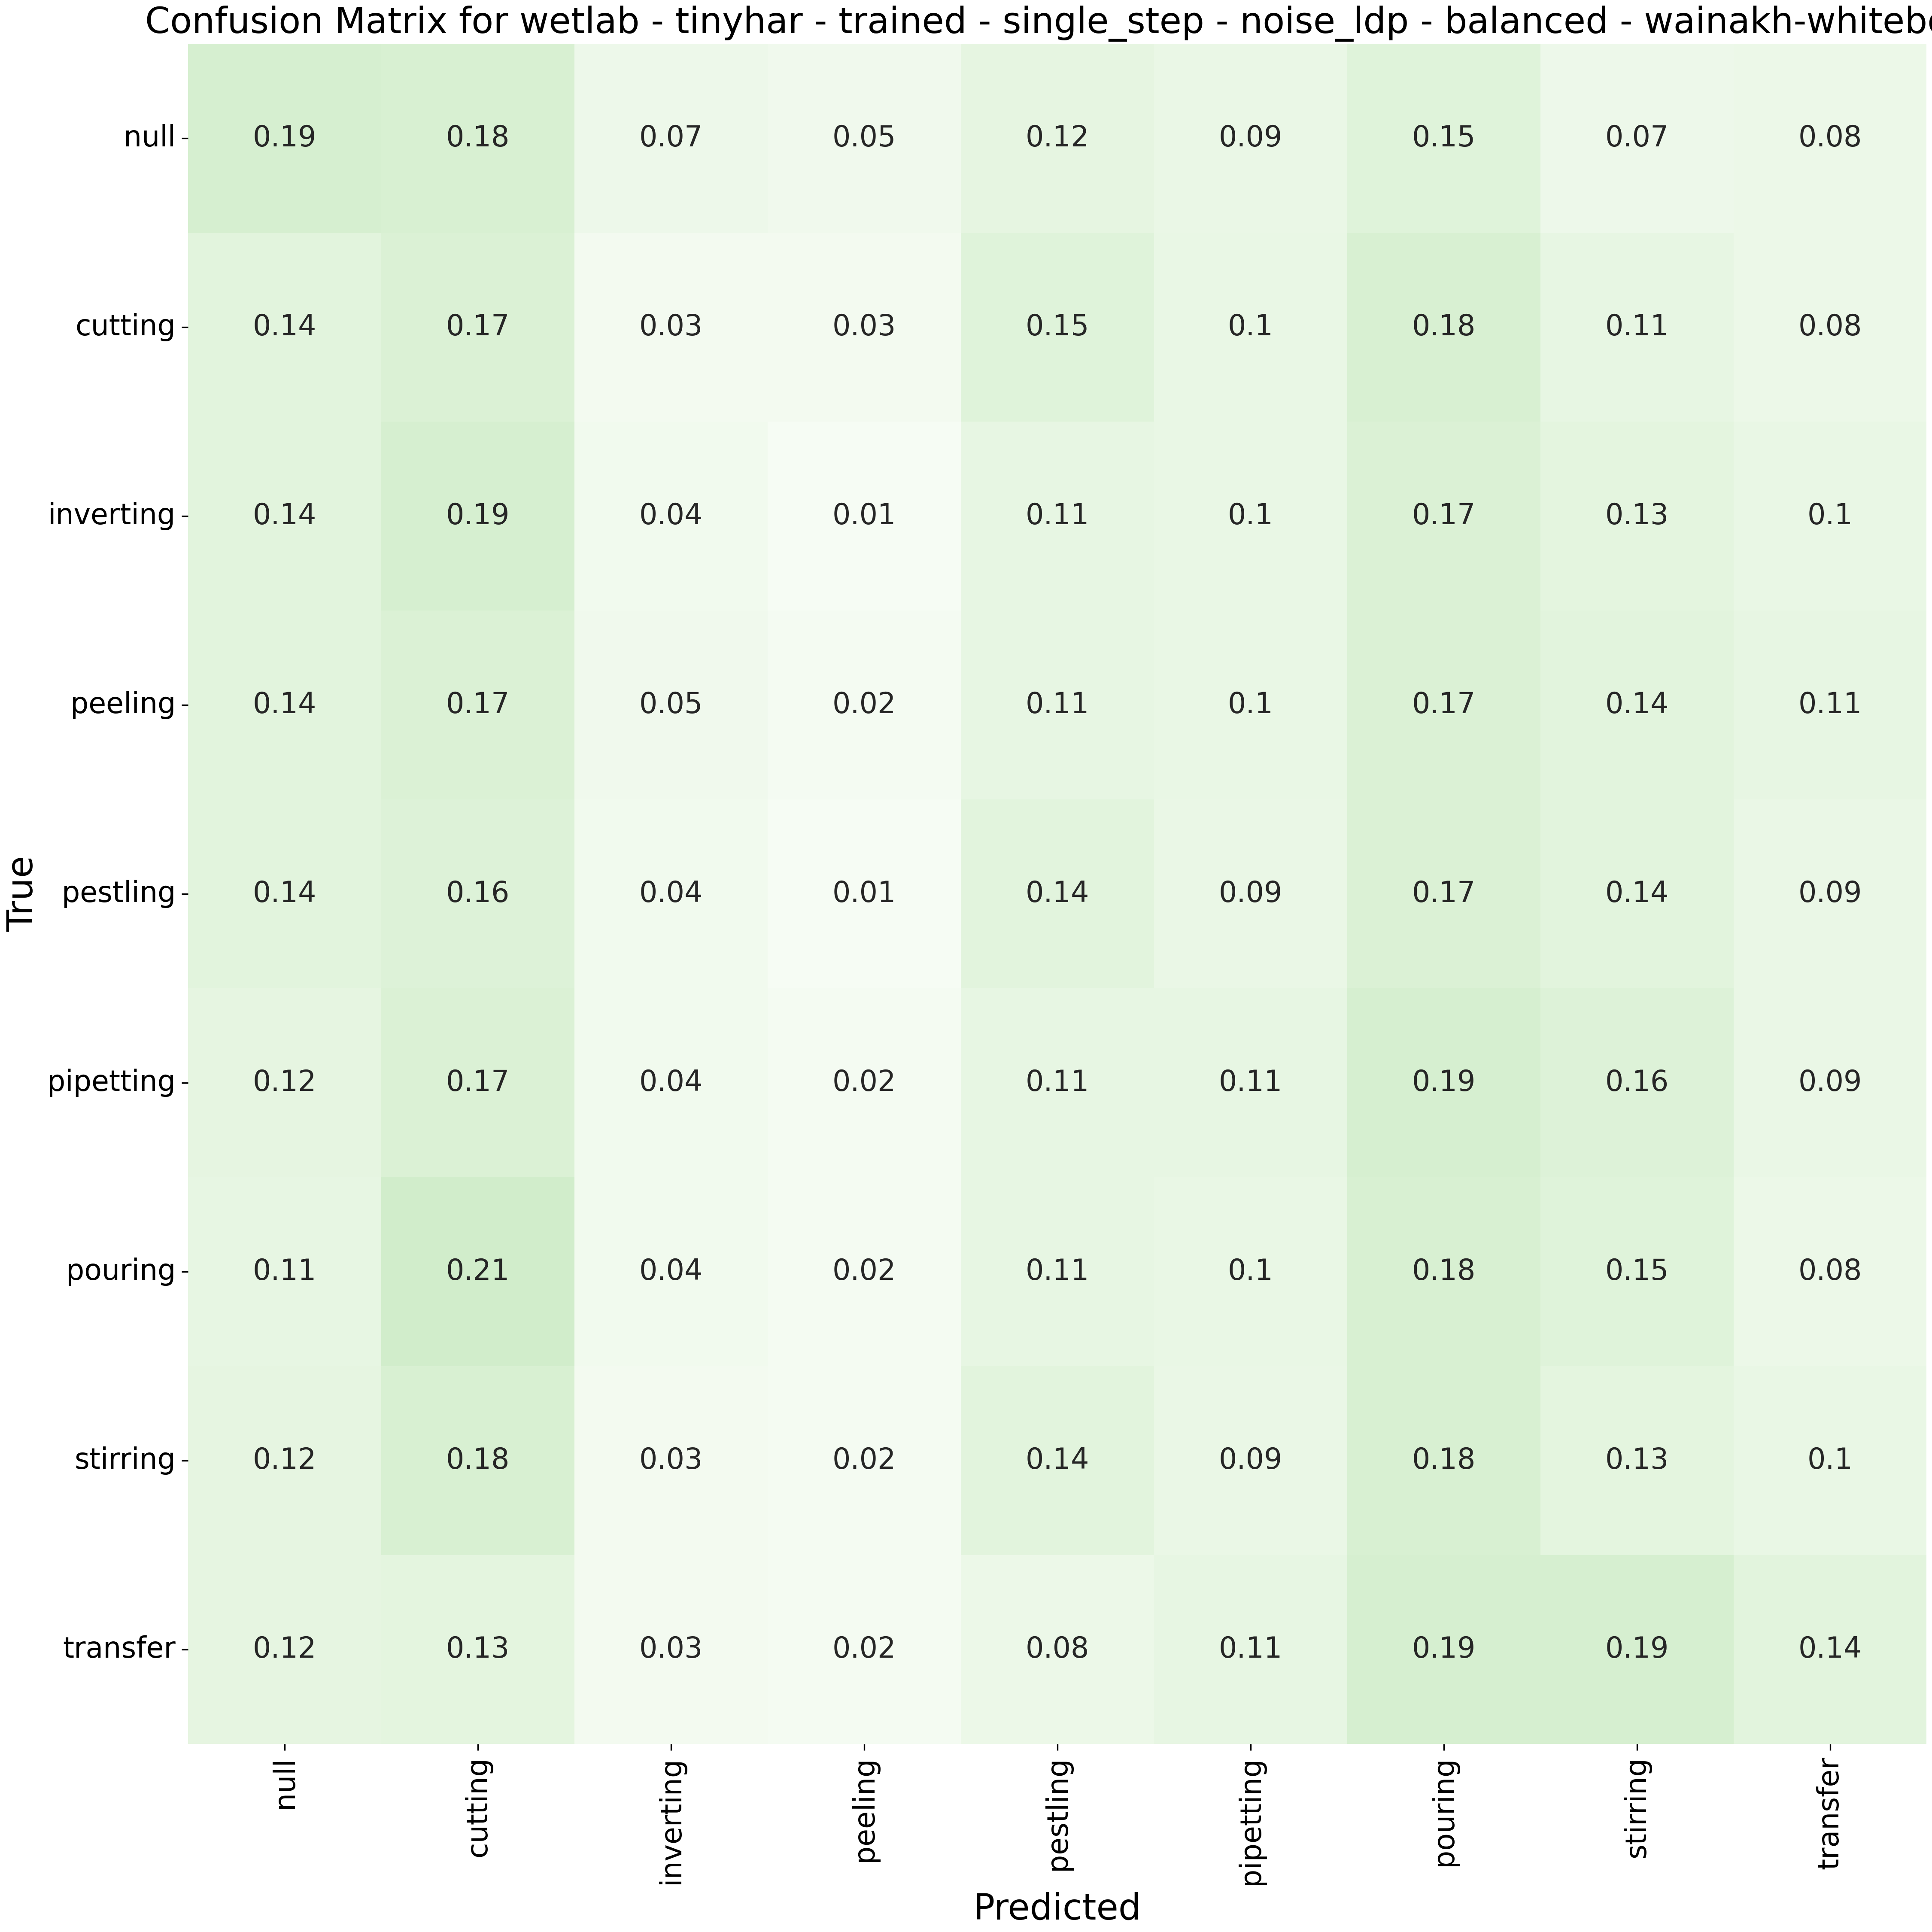 Confusion Matrix for wetlab - tinyhar - trained - single_step - noise_ldp - balanced - wainakh-whitebo
null 0.19 0.18 0.07 0.05 0.12 0.09 0.15 0.07 0.08
cutting 0.14 0.17 0.03 0.03 0.15 0.1 0.18 0.11 0.08
inverting 0.14 0.19 0.04 0.01 0.11 0.1 0.17 0.13 0.1
peeling 0.14 0.17 0.05 0.02 0.11 0.1 0.17 0.14 0.11
pestling 0.14 0.16 0.04 0.01 0.14 0.09 0.17 0.14 0.09
pipetting 0.12 0.17 0.04 0.02 0.11 0.11 0.19 0.16 0.09
pouring 0.11 0.21 0.04 0.02 0.11 0.1 0.18 0.15 0.08
stirring 0.12 0.18 0.03 0.02 0.14 0.09 0.18 0.13 0.1
transfer 0.12 0.13 0.03 0.02 0.08 0.11 0.19 0.19 0.14
True
null cutting inverting peeling pestling pipetting pouring stirring transfer
Predicted